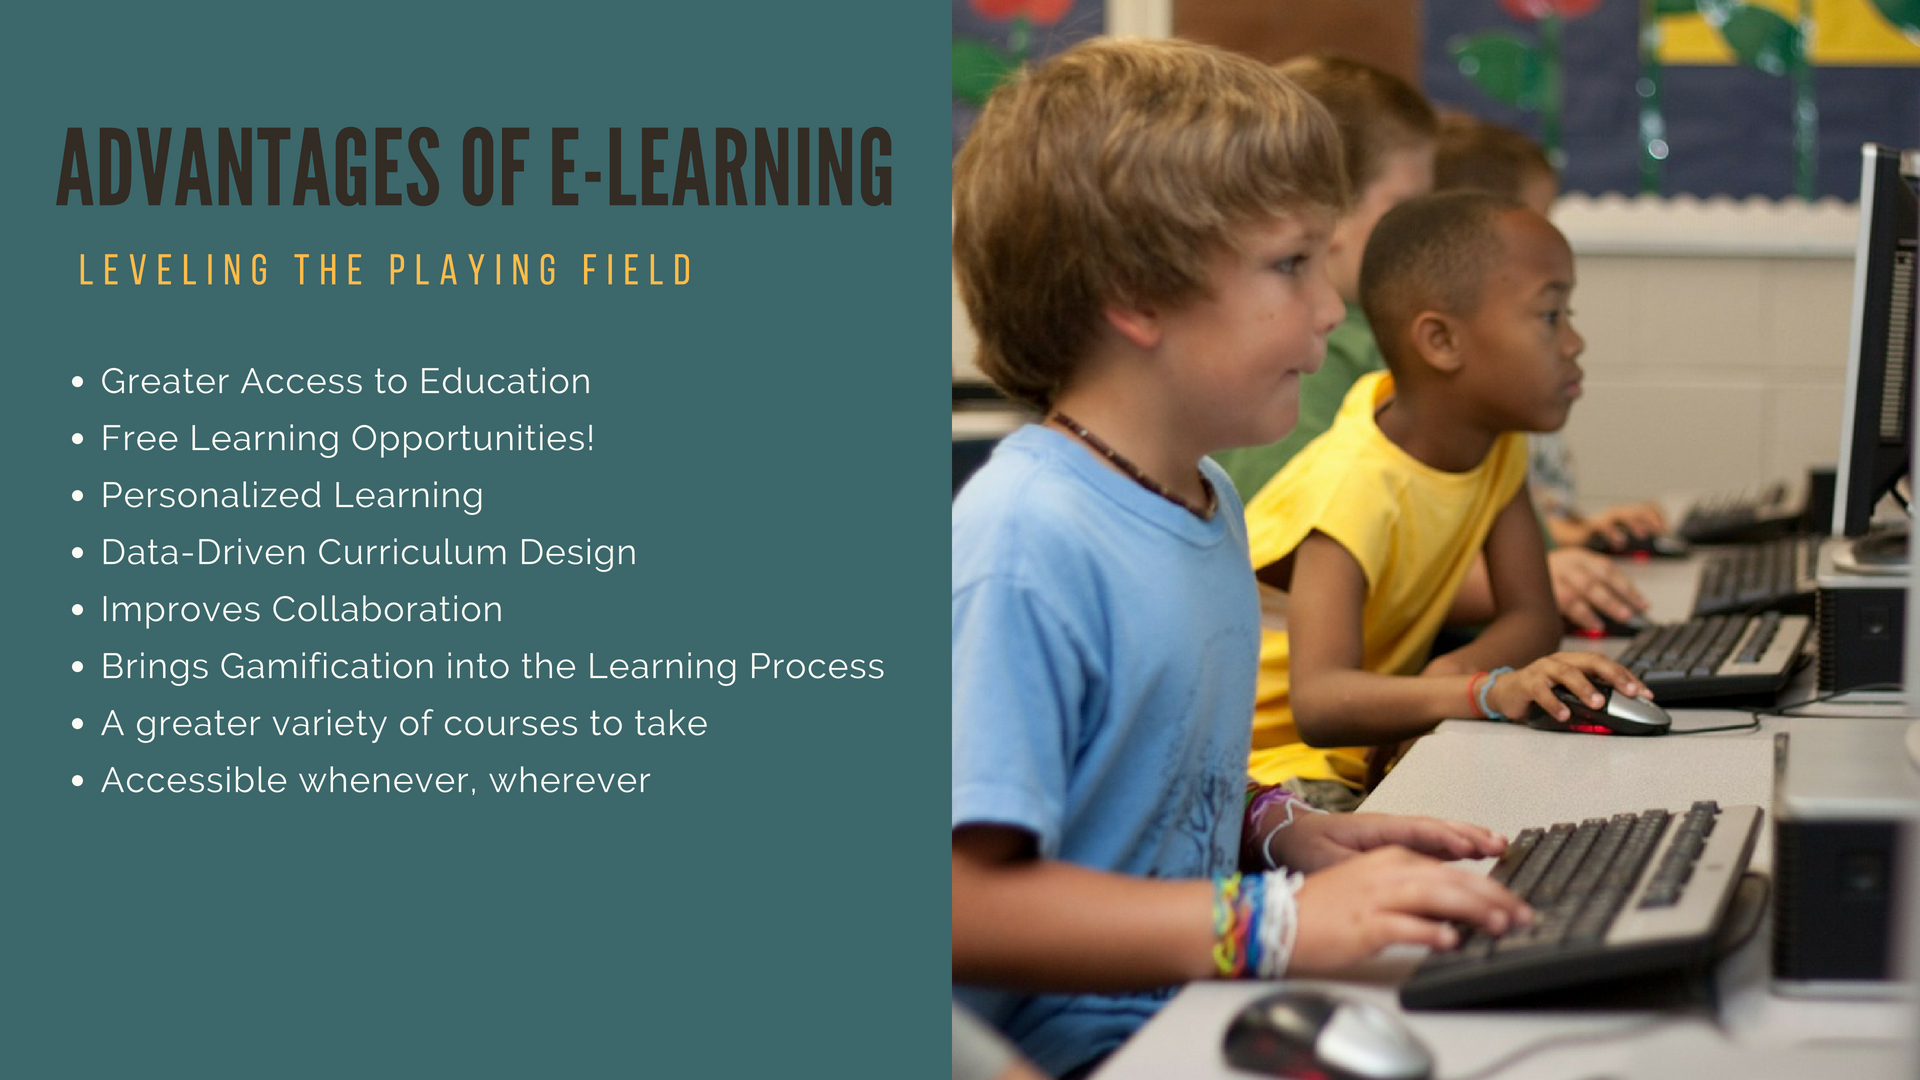 ADVANTAGES OF E-LEARNING
LEVELING THE PLAYING FIELD
• Greater Access to Education
• Free Learning Opportunities!
• Personalized Learning
• Data-Driven Curriculum Design
• Improves Collaboration
• Brings Gamification into the Learning Process
• A greater variety of courses to take
• Accessible whenever, wherever